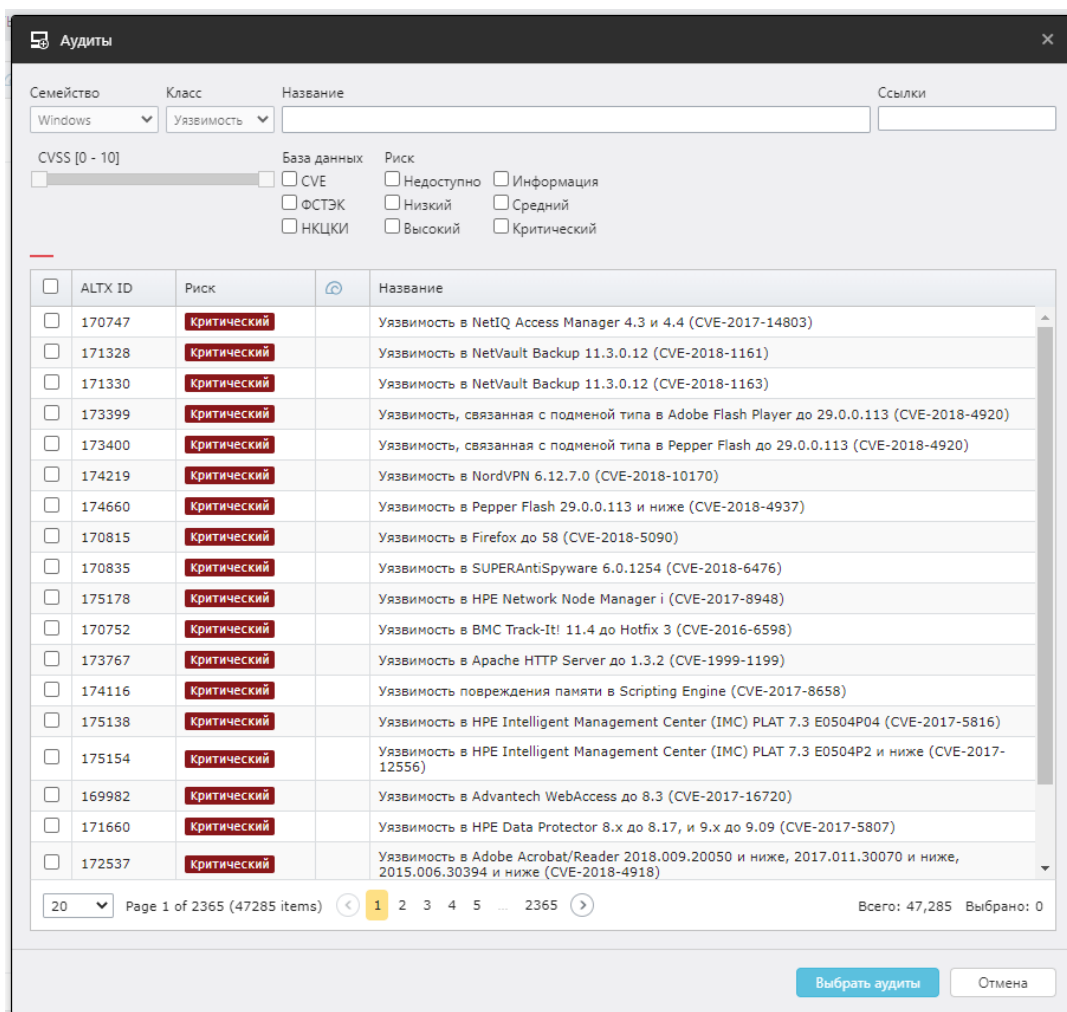 Аудиты
Семейство Класс Название Ссылки
Windows Уязвимость
CVSS [0 - 10] База данных Риск
CVE Недоступно Информация
ФСТЭК Низкий Средний
НКЦКИ Высокий Критический
ALTX ID Риск Название
170747 Критический Уязвимость в NetIQ Access Manager 4.3 и 4.4 (CVE-2017-14803)
171328 Критический Уязвимость в NetVault Backup 11.3.0.12 (CVE-2018-1161)
171330 Критический Уязвимость в NetVault Backup 11.3.0.12 (CVE-2018-1163)
173399 Критический Уязвимость, связанная с подменой типа в Adobe Flash Player до 29.0.0.113 (CVE-2018-4920)
173400 Критический Уязвимость, связанная с подменой типа в Pepper Flash до 29.0.0.113 (CVE-2018-4920)
174219 Критический Уязвимость в NordVPN 6.12.7.0 (CVE-2018-10170)
174660 Критический Уязвимость в Pepper Flash 29.0.0.113 и ниже (CVE-2018-4937)
170815 Критический Уязвимость в Firefox до 58 (CVE-2018-5090)
170835 Критический Уязвимость в SUPERAntiSpyware 6.0.1254 (CVE-2018-6476)
175178 Критический Уязвимость в HPE Network Node Manager i (CVE-2017-8948)
170752 Критический Уязвимость в BMC Track-It! 11.4 до Hotfix 3 (CVE-2016-6598)
173767 Критический Уязвимость в Apache HTTP Server до 1.3.2 (CVE-1999-1199)
174116 Критический Уязвимость повреждения памяти в Scripting Engine (CVE-2017-8658)
175138 Критический Уязвимость в HPE Intelligent Management Center (IMC) PLAT 7.3 E0504P04 (CVE-2017-5816)
175154 Критический Уязвимость в HPE Intelligent Management Center (IMC) PLAT 7.3 E0504P2 и ниже (CVE-2017-
12556)
169982 Критический Уязвимость в Advantech WebAccess до 8.3 (CVE-2017-16720)
171660 Критический Уязвимость в HPE Data Protector 8.x до 8.17, и 9.x до 9.09 (CVE-2017-5807)
172537 Критический Уязвимость в Adobe Acrobat/Reader 2018.009.20050 и ниже, 2017.011.30070 и ниже,
2015.006.30394 и ниже (CVE-2018-4918)
20 Page 1 of 2365 (47285 items) 1 2 3 4 5 ... 2365 Всего: 47,285 Выбрано: 0
Выбрать аудиты Отмена